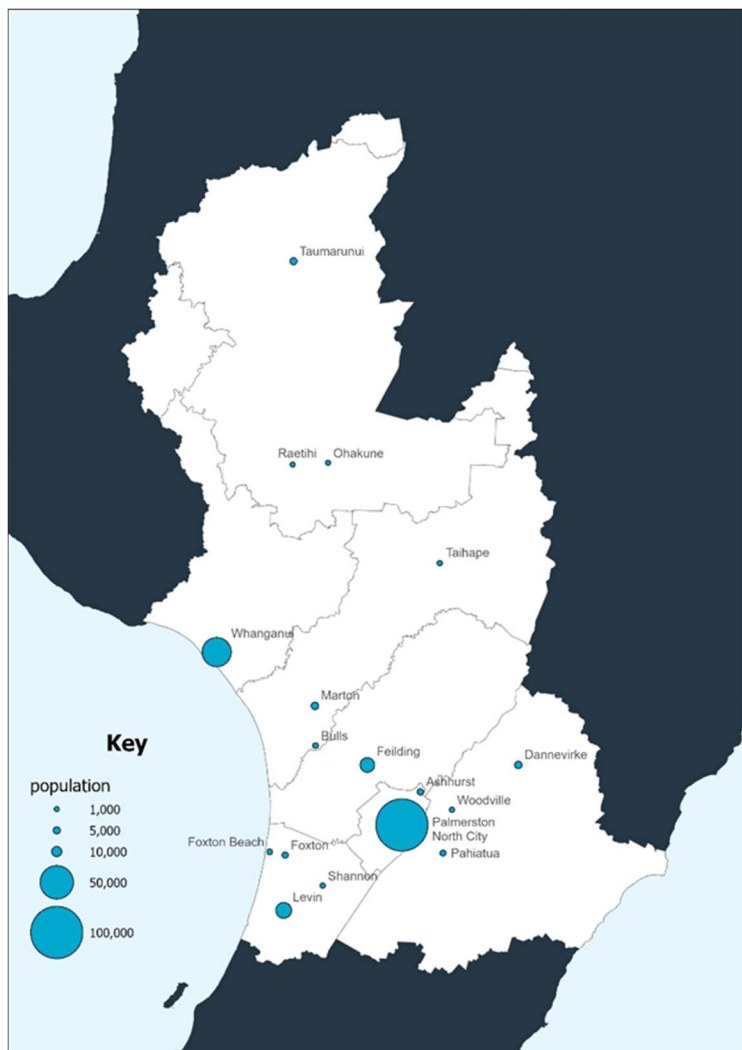 Taumarunui
Raetihi
Ohakune
Taihape
Whanganui
Marton
Bulls
Key
Feilding
Dannevirke
population
Ashhurst
1,000
Woodville
5,000
Palmerston
North City
Foxton Beach
Foxton
10,000
Pahiatua
Shannon
50,000
Levin
100,000